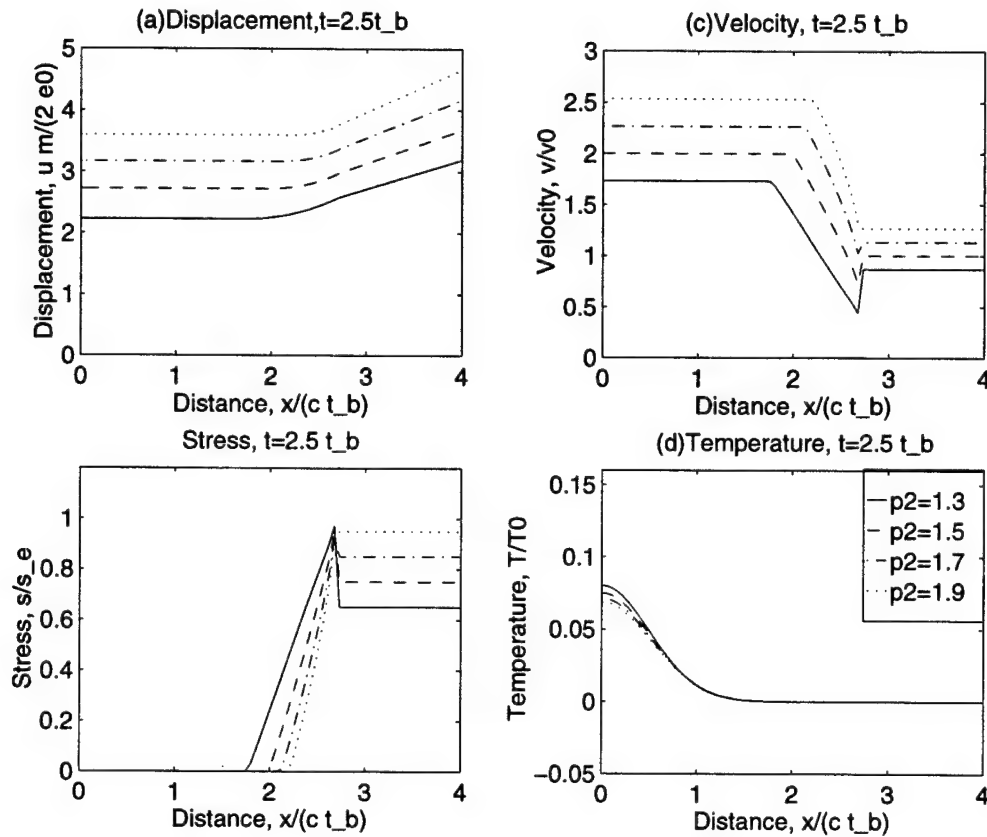 (a)Displacement,t=2.5t_b
Displacement, u m/(2 e0)
5
4
3
2
1
0
0 1 2 3 4
Distance, x/(c t_b)
(c)Velocity, t=2.5 t_b
Velocity, v/v0
3
2.5
2
1.5
1
0.5
0
0 1 2 3 4
Distance, x/(c t_b)
Stress, t=2.5 t_b
Stress, s/s_e
1
0.8
0.6
0.4
0.2
0
0 1 2 3 4
Distance, x/(c t_b)
(d)Temperature, t=2.5 t_b
Temperature, T/T0
0.15
0.1
0.05
0
−0.05
0 1 2 3 4
Distance, x/(c t_b)
p2=1.3
p2=1.5
p2=1.7
p2=1.9